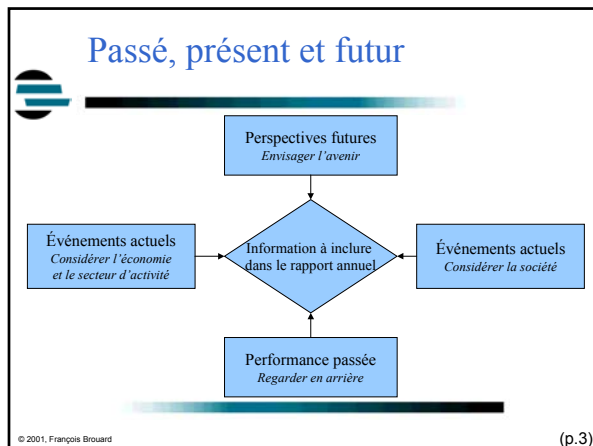 Passé, présent et futur
Perspectives futures
Envisager l'avenir
Événements actuels
Considérer l'économie
et le secteur d'activité
Information à inclure
dans le rapport annuel
Événements actuels
Considérer la société
Performance passée
Regarder en arrière
© 2001, François Brouard
(p.3)